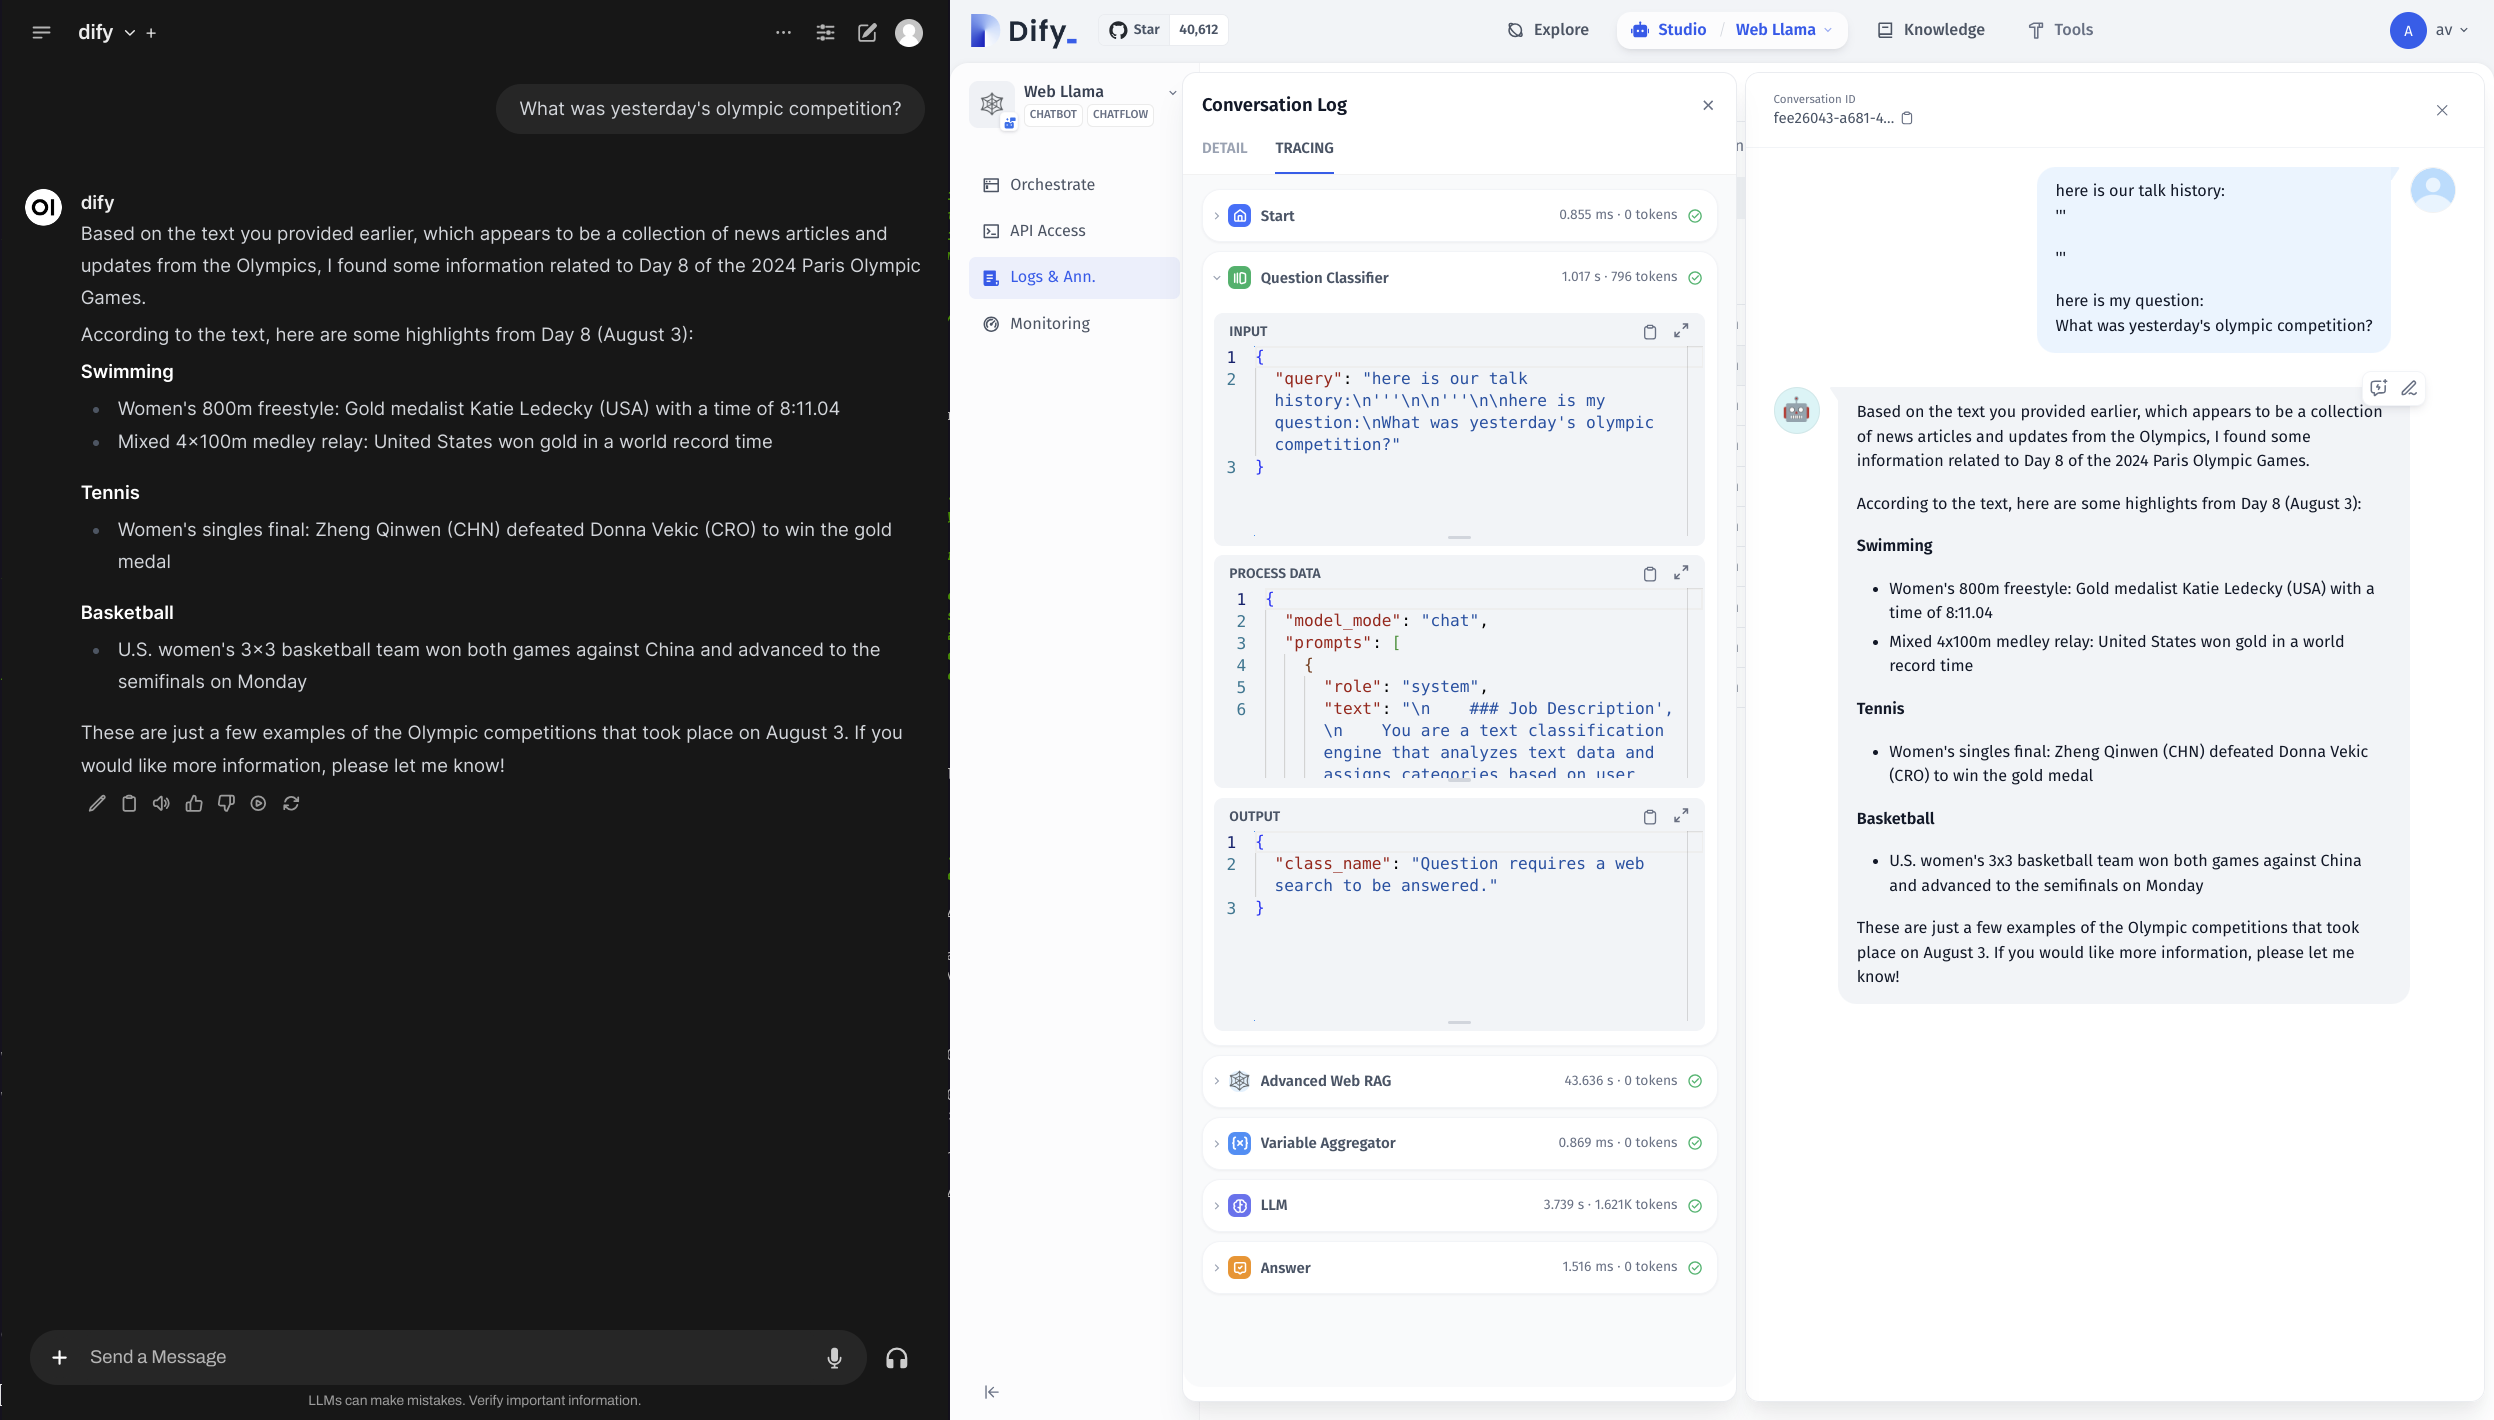 dify
What was yesterday's olympic competition?
OI
dify
Based on the text you provided earlier, which appears to be a collection of news articles and
updates from the Olympics, I found some information related to Day 8 of the 2024 Paris Olympic
Games.
According to the text, here are some highlights from Day 8 (August 3):
Swimming
• Women's 800m freestyle: Gold medalist Katie Ledecky (USA) with a time of 8:11.04
• Mixed 4×100m medley relay: United States won gold in a world record time
Tennis
• Women's singles final: Zheng Qinwen (CHN) defeated Donna Vekic (CRO) to win the gold
medal
Basketball
• U.S. women's 3×3 basketball team won both games against China and advanced to the
semifinals on Monday
These are just a few examples of the Olympic competitions that took place on August 3. If you
would like more information, please let me know!
Send a Message
LLMs can make mistakes. Verify important information.
Dify_
Star 40,612
Explore
Studio / Web Llama
Knowledge
Tools
A av
Web Llama
CHATBOT CHATFLOW
Orchestrate
API Access
Logs & Ann.
Monitoring
Conversation Log
DETAIL TRACING
Start 0.855 ms · 0 tokens
Question Classifier 1.017 s · 796 tokens
INPUT
1 {
2 "query": "here is our talk
history:\n'''\n\n'''\n\nhere is my
question:\nWhat was yesterday's olympic
competition?"
3 }
PROCESS DATA
1 {
2 "model_mode": "chat",
3 "prompts": [
4 {
5 "role": "system",
6 "text": "\n    ### Job Description',
\n    You are a text classification
engine that analyzes text data and
assigns categories based on user
OUTPUT
1 {
2 "class_name": "Question requires a web
search to be answered."
3 }
Advanced Web RAG 43.636 s · 0 tokens
Variable Aggregator 0.869 ms · 0 tokens
LLM 3.739 s · 1.621K tokens
Answer 1.516 ms · 0 tokens
Conversation ID
fee26043-a681-4...
here is our talk history:
'''
'''
here is my question:
What was yesterday's olympic competition?
Based on the text you provided earlier, which appears to be a collection
of news articles and updates from the Olympics, I found some
information related to Day 8 of the 2024 Paris Olympic Games.
According to the text, here are some highlights from Day 8 (August 3):
Swimming
• Women's 800m freestyle: Gold medalist Katie Ledecky (USA) with a
time of 8:11.04
• Mixed 4x100m medley relay: United States won gold in a world
record time
Tennis
• Women's singles final: Zheng Qinwen (CHN) defeated Donna Vekic
(CRO) to win the gold medal
Basketball
• U.S. women's 3x3 basketball team won both games against China
and advanced to the semifinals on Monday
These are just a few examples of the Olympic competitions that took
place on August 3. If you would like more information, please let me
know!